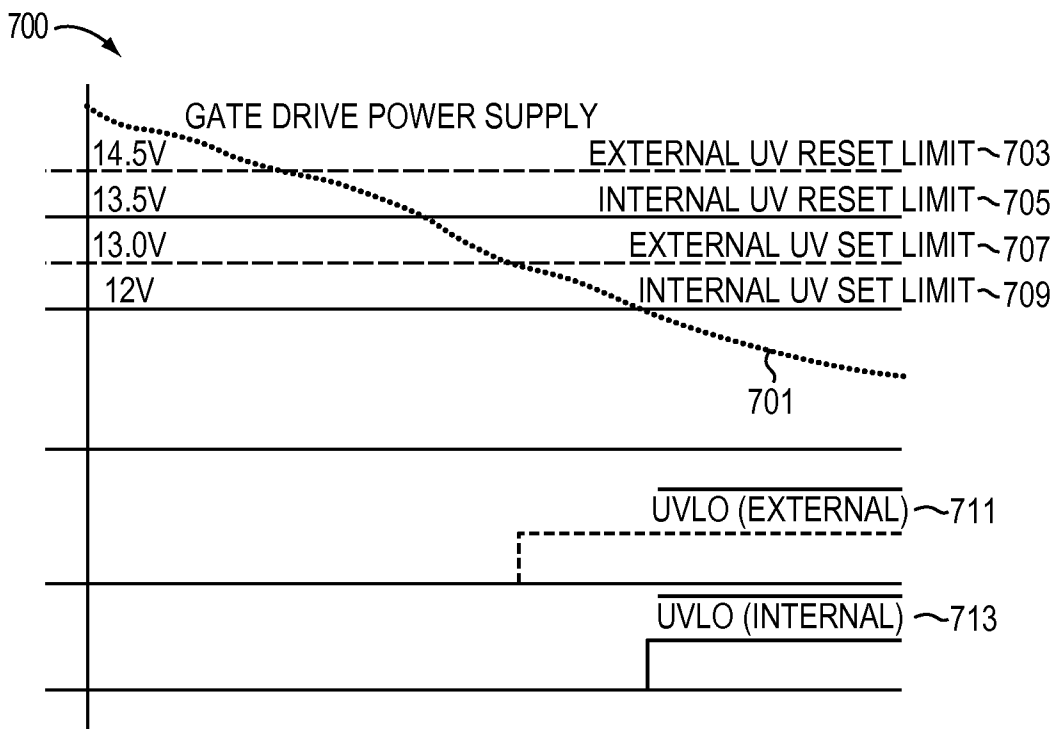 700
GATE DRIVE POWER SUPPLY
14.5V EXTERNAL UV RESET LIMIT 703
13.5V INTERNAL UV RESET LIMIT 705
13.0V EXTERNAL UV SET LIMIT 707
12V INTERNAL UV SET LIMIT 709
701
UVLO (EXTERNAL) 711
UVLO (INTERNAL) 713